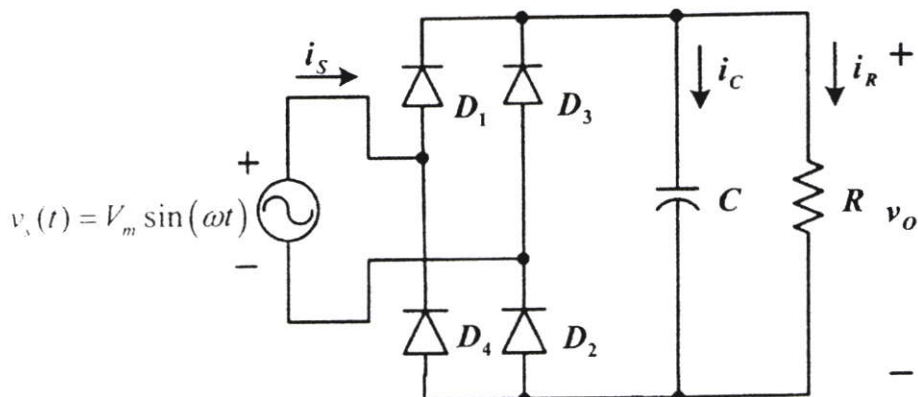 i_S
D_1
D_3
i_C
i_R
+
+
v_s(t) = V_m sin(ωt)
C
R
v_O
−
D_4
D_2
−